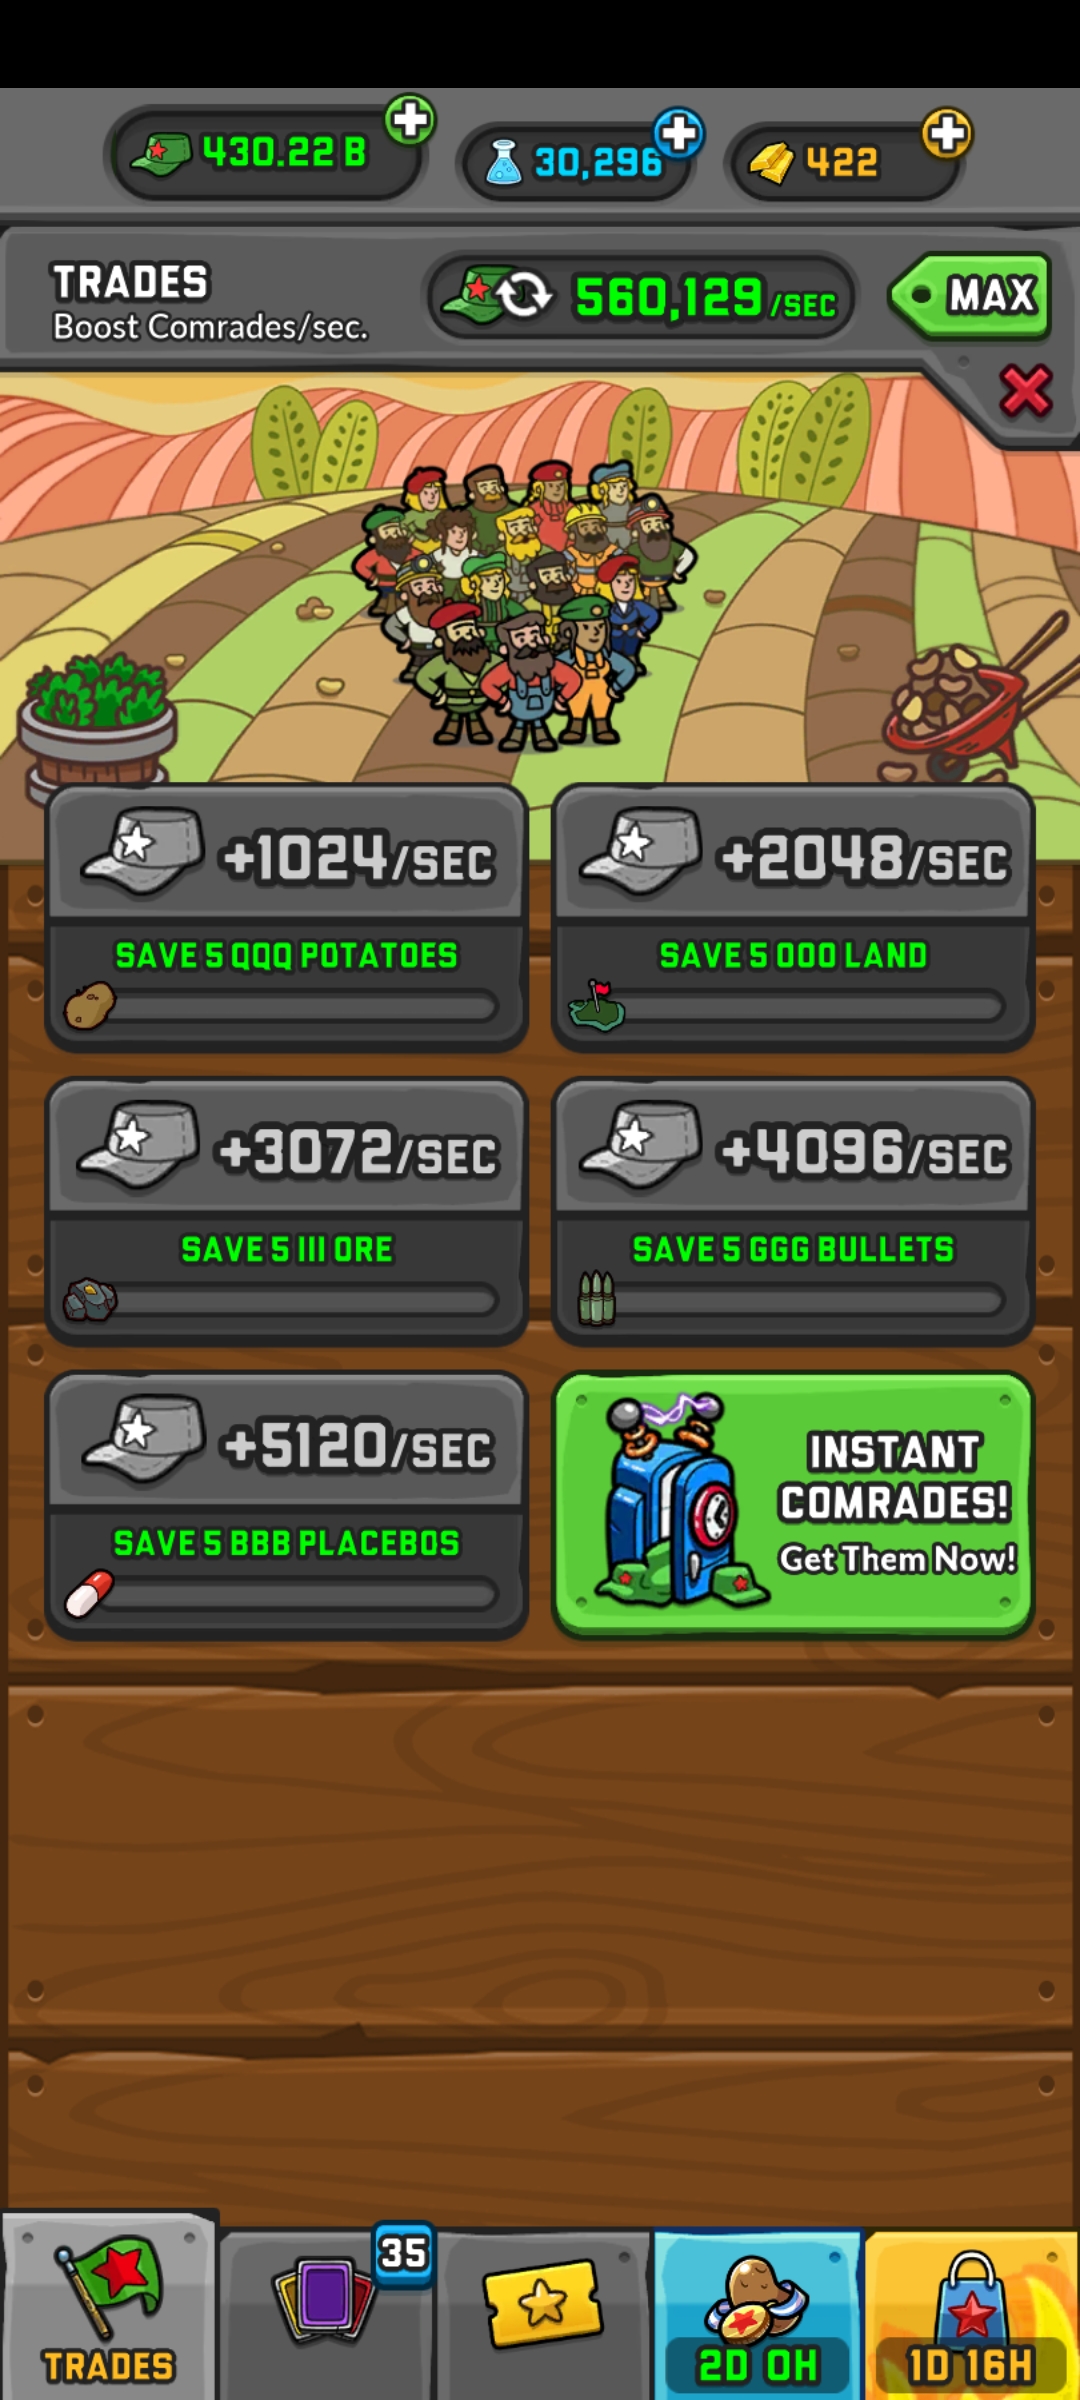 430.22 B
30,296
422
TRADES
Boost Comrades/sec.
560,129 /SEC
MAX
+1024/SEC
SAVE 5 QQQ POTATOES
+2048/SEC
SAVE 5 OOO LAND
+3072/SEC
SAVE 5 III ORE
+4096/SEC
SAVE 5 GGG BULLETS
+5120/SEC
SAVE 5 BBB PLACEBOS
INSTANT
COMRADES!
Get Them Now!
35
TRADES
2D 0H
1D 16H